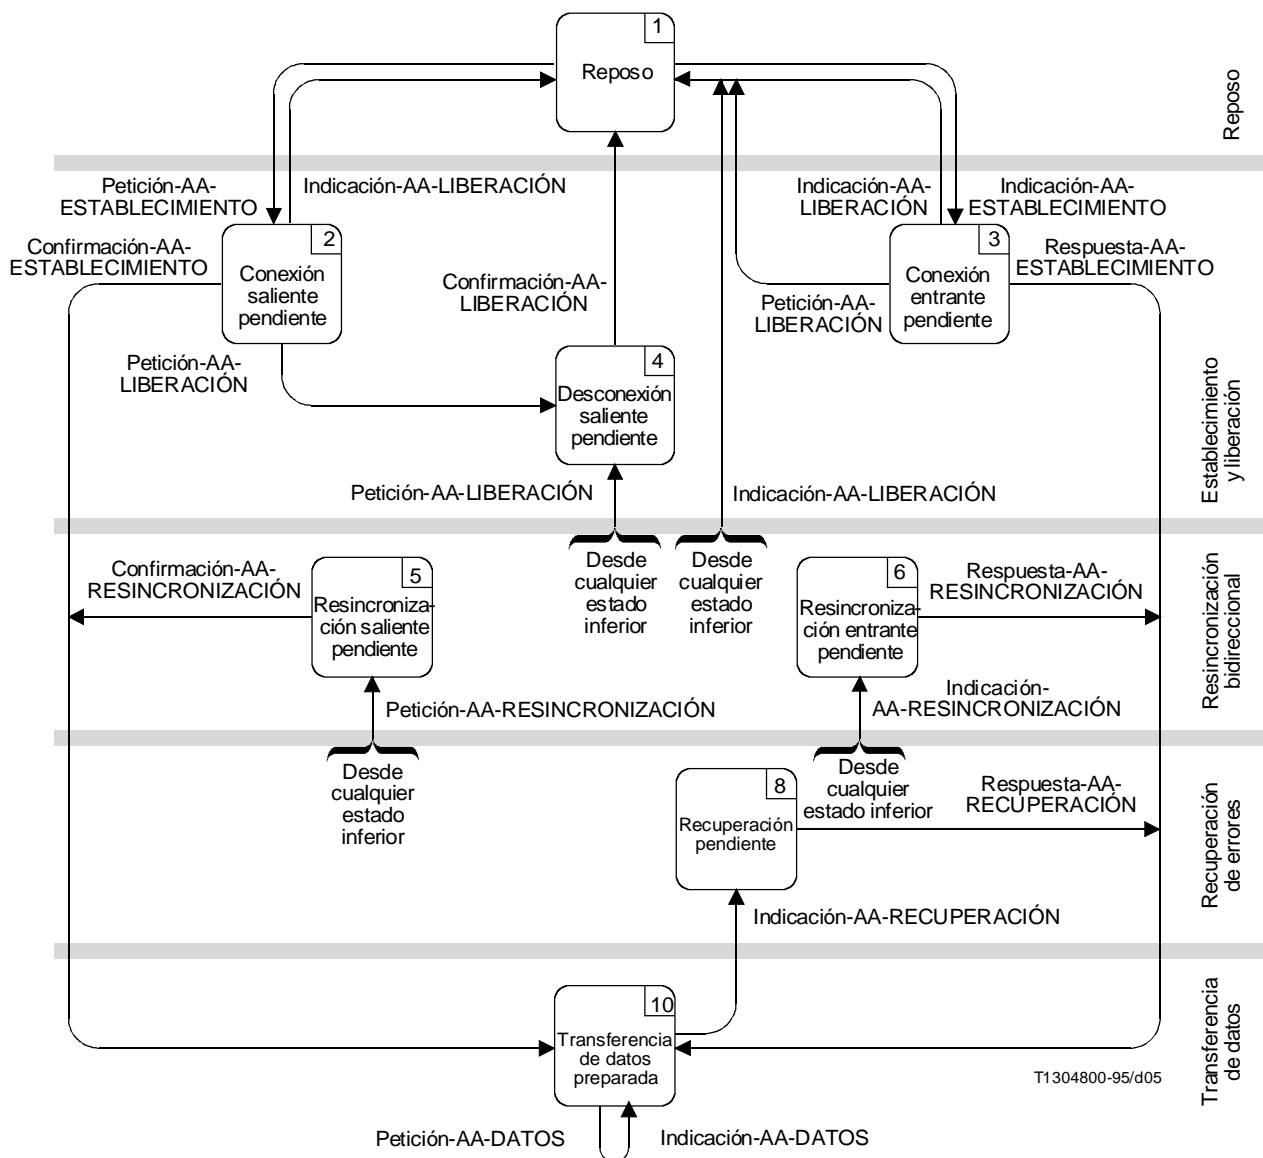 1
Reposo
Reposo
Petición-AA-
ESTABLECIMIENTO
Indicación-AA-LIBERACIÓN
Indicación-AA-
LIBERACIÓN
Indicación-AA-
ESTABLECIMIENTO
Confirmación-AA-
ESTABLECIMIENTO
2
Conexión
saliente
pendiente
Confirmación-AA-
LIBERACIÓN
3
Conexión
entrante
pendiente
Respuesta-AA-
ESTABLECIMIENTO
Petición-AA-
LIBERACIÓN
Petición-AA-
LIBERACIÓN
4
Desconexión
saliente
pendiente
Establecimiento
y liberación
Petición-AA-LIBERACIÓN
Indicación-AA-LIBERACIÓN
Desde
cualquier
estado
inferior
Desde
cualquier
estado
inferior
Confirmación-AA-
RESINCRONIZACIÓN
5
Resincroniza-
ción saliente
pendiente
6
Resincroniza-
ción entrante
pendiente
Respuesta-AA-
RESINCRONIZACIÓN
Resincronización
bidireccional
Petición-AA-RESINCRONIZACIÓN
Indicación-
AA-RESINCRONIZACIÓN
Desde
cualquier
estado
inferior
8
Recuperación
pendiente
Desde
cualquier
estado inferior
Respuesta-AA-
RECUPERACIÓN
Recuperación
de errores
Indicación-AA-RECUPERACIÓN
10
Transferencia
de datos
preparada
Transferencia
de datos
T1304800-95/d05
Petición-AA-DATOS
Indicación-AA-DATOS